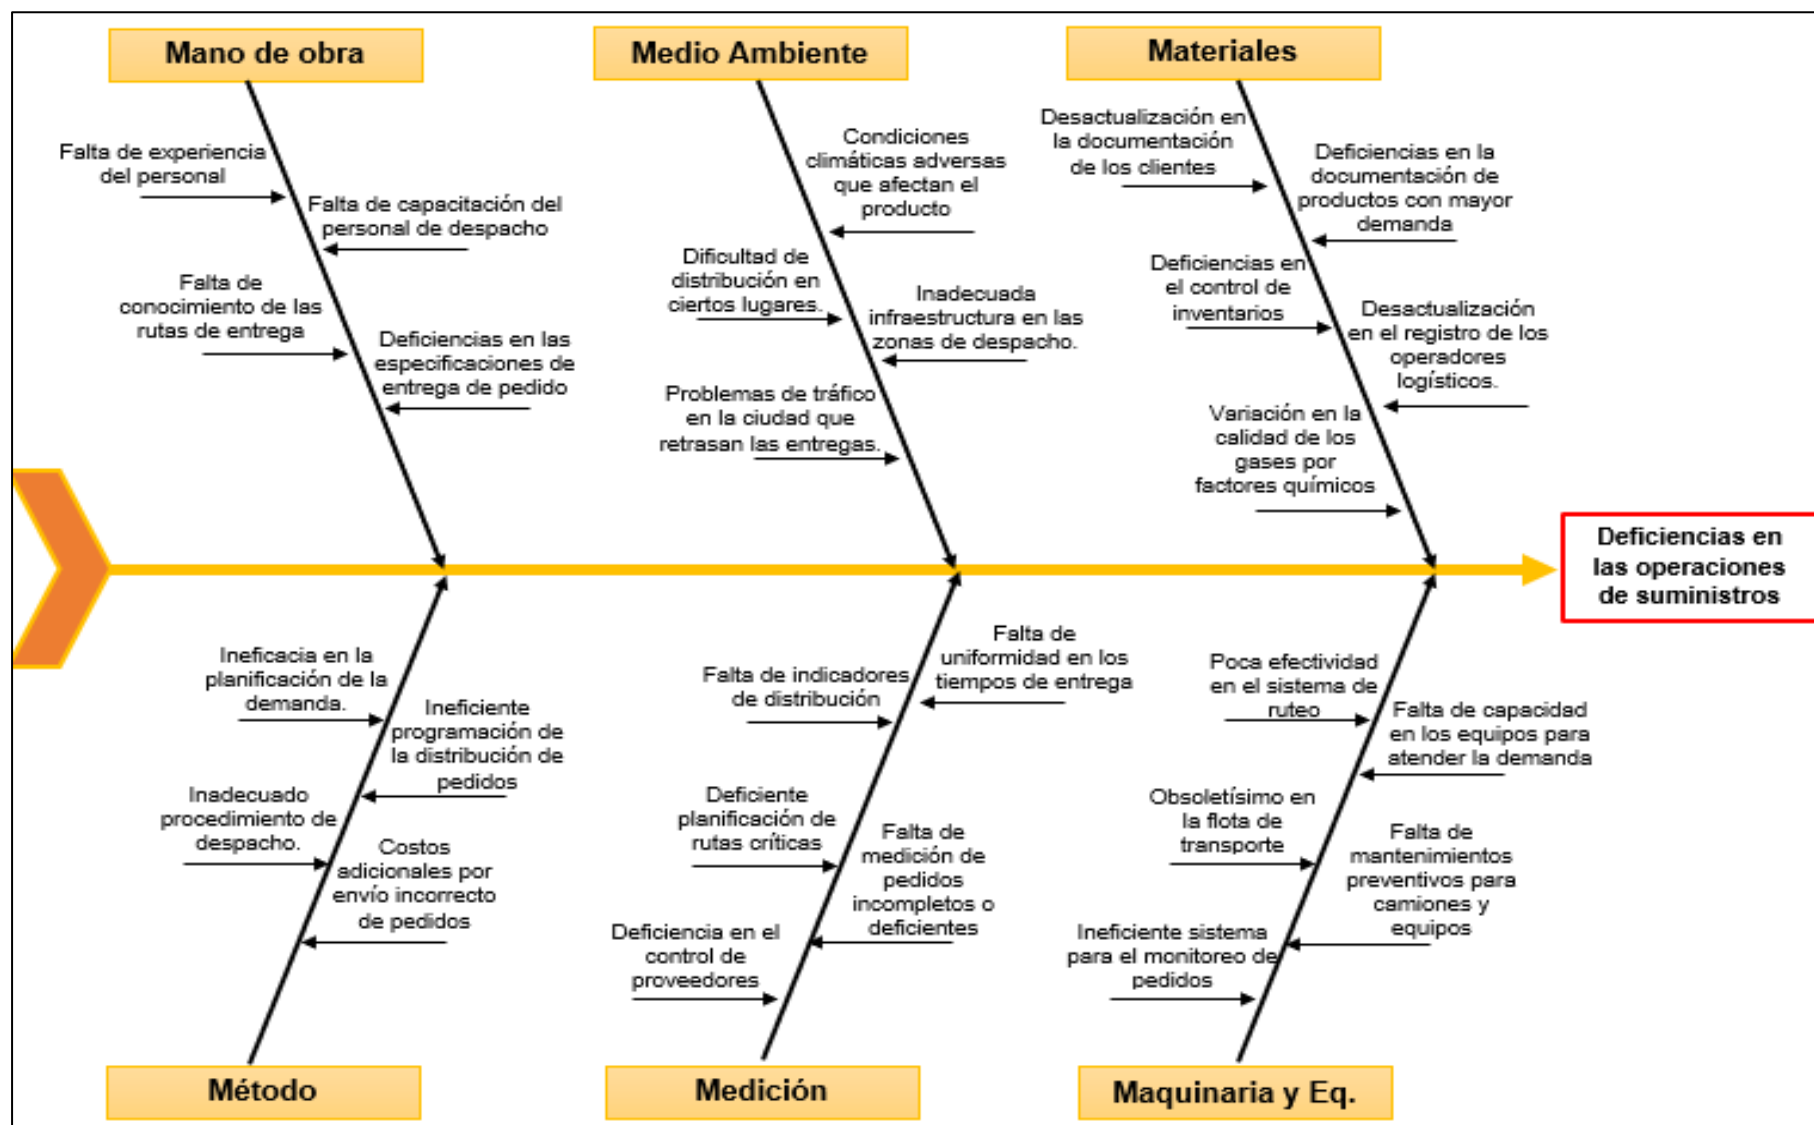 Mano de obra
Medio Ambiente
Materiales
Falta de experiencia
del personal
Falta de capacitación del
personal de despacho
Falta de
conocimiento de las
rutas de entrega
Deficiencias en las
especificaciones de
entrega de pedido
Condiciones
climáticas adversas
que afectan el
producto
Dificultad de
distribución en
ciertos lugares.
Inadecuada
infraestructura en las
zonas de despacho.
Problemas de tráfico
en la ciudad que
retrasan las entregas.
Desactualización en
la documentación
de los clientes
Deficiencias en la
documentación de
productos con mayor
demanda
Deficiencias en
el control de
inventarios
Desactualización
en el registro de los
operadores
logísticos.
Variación en la
calidad de los
gases por
factores químicos
Deficiencias en
las operaciones
de suministros
Ineficacia en la
planificación de la
demanda.
Ineficiente
programación de
la distribución de
pedidos
Inadecuado
procedimiento de
despacho.
Costos
adicionales por
envío incorrecto
de pedidos
Falta de indicadores
de distribución
Falta de
uniformidad en los
tiempos de entrega
Deficiente
planificación de
rutas críticas
Falta de
medición de
pedidos
incompletos o
deficientes
Deficiencia en el
control de
proveedores
Poca efectividad
en el sistema de
ruteo
Falta de capacidad
en los equipos para
atender la demanda
Obsoletísimo en
la flota de
transporte
Falta de
mantenimientos
preventivos para
camiones y
equipos
Ineficiente sistema
para el monitoreo de
pedidos
Método
Medición
Maquinaria y Eq.